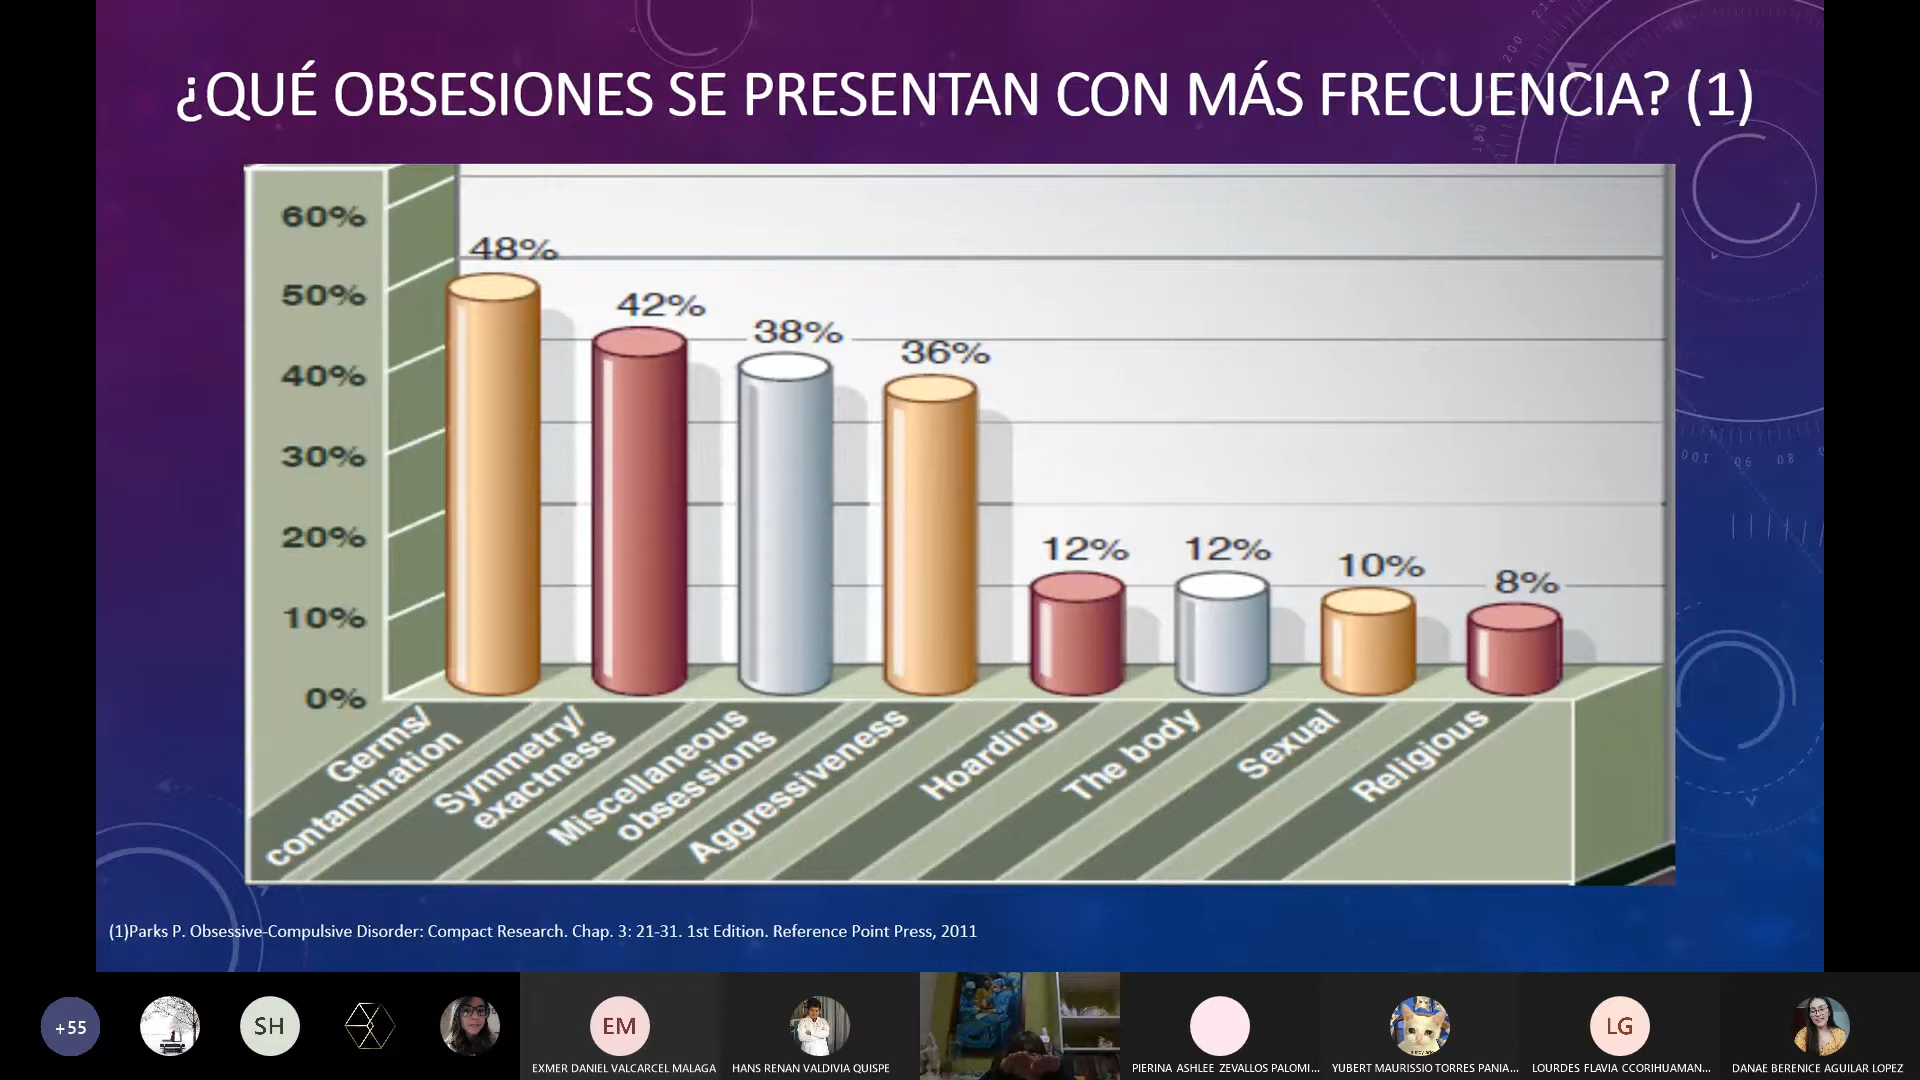 ¿QUÉ OBSESIONES SE PRESENTAN CON MÁS FRECUENCIA? (1)
60%
50%
40%
30%
20%
10%
0%
48%
42%
38%
36%
12%
12%
10%
8%
Germs/
contamination
Symmetry/
exactness
Miscellaneous
obsessions
Aggressiveness
Hoarding
The body
Sexual
Religious
(1)Parks P. Obsessive-Compulsive Disorder: Compact Research. Chap. 3: 21-31. 1st Edition. Reference Point Press, 2011
+55
SH
EM
LG
EXMER DANIEL VALCARCEL MALAGA
HANS RENAN VALDIVIA QUISPE
PIERINA ASHLEE ZEVALLOS PALOMI...
YUBERT MAURISSIO TORRES PANIA...
LOURDES FLAVIA CCORIHUAMAN...
DANAE BERENICE AGUILAR LOPEZ